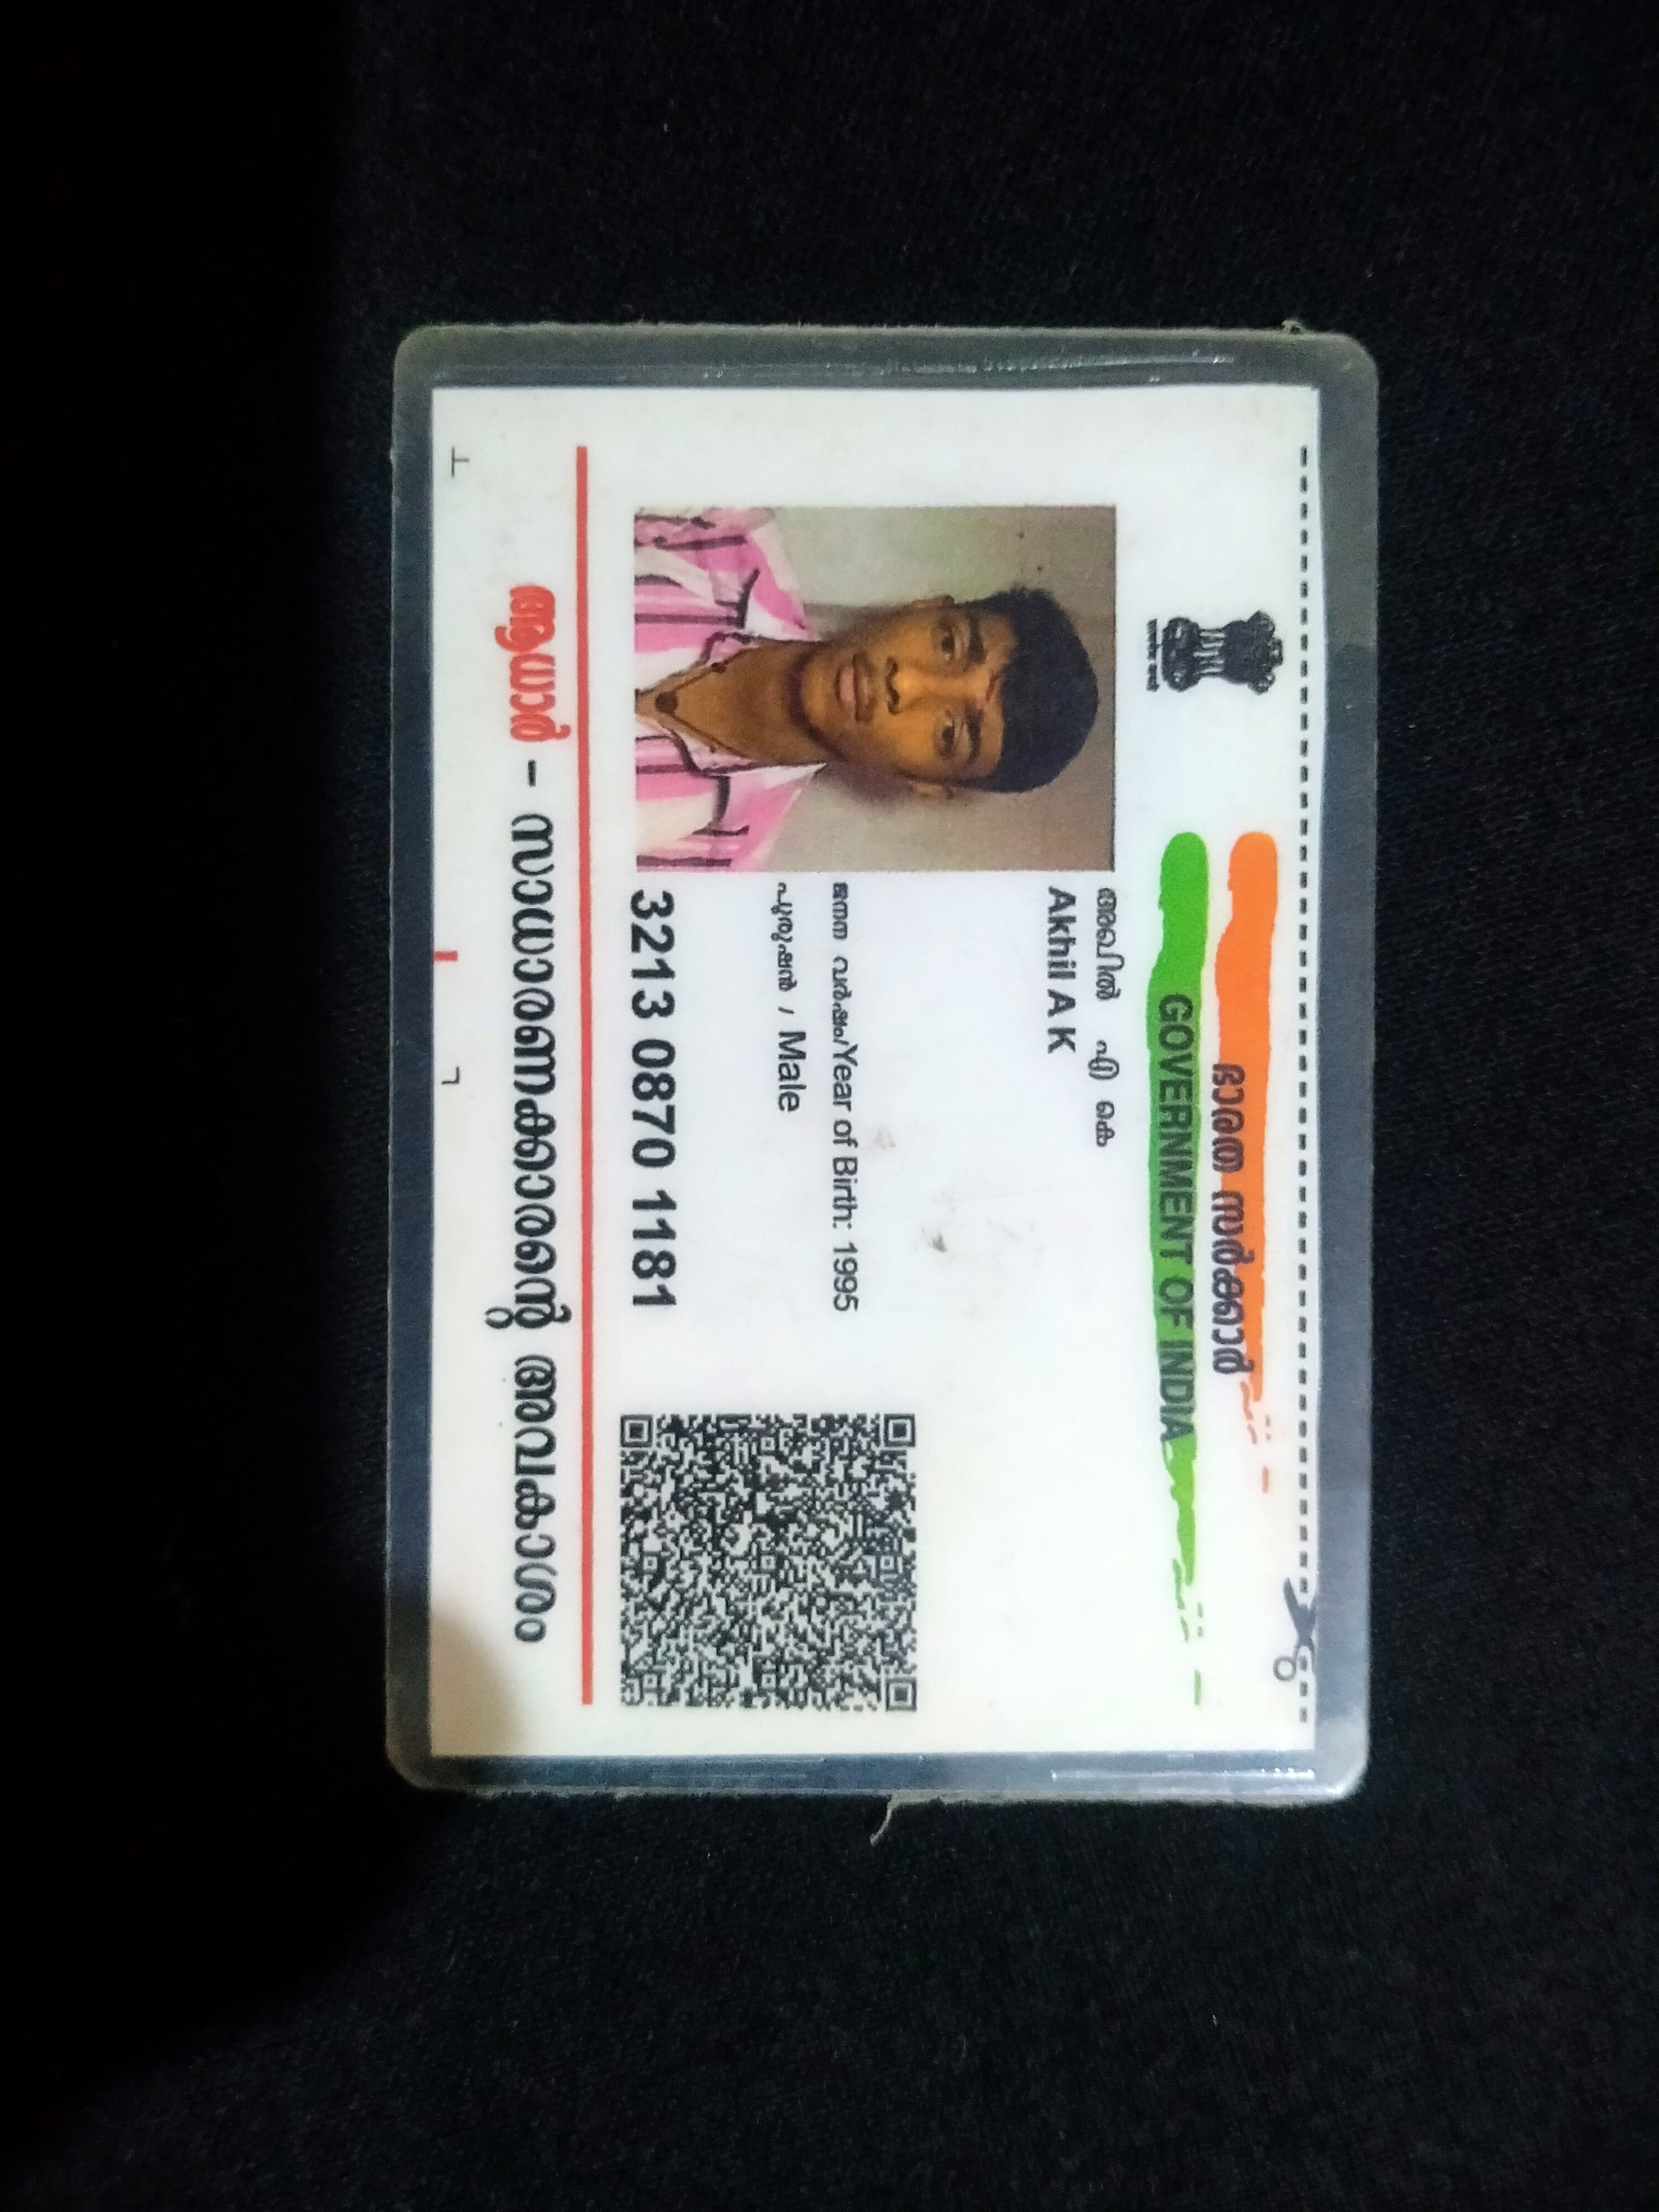 ഭാരത സർക്കാർ
GOVERNMENT OF INDIA
അഖിൽ എ കെ
Akhil A K
ജനന വർഷം/Year of Birth: 1995
പുരുഷൻ / Male
3213 0870 1181
ആധാർ – സാധാരണക്കാരന്റെ അവകാശം